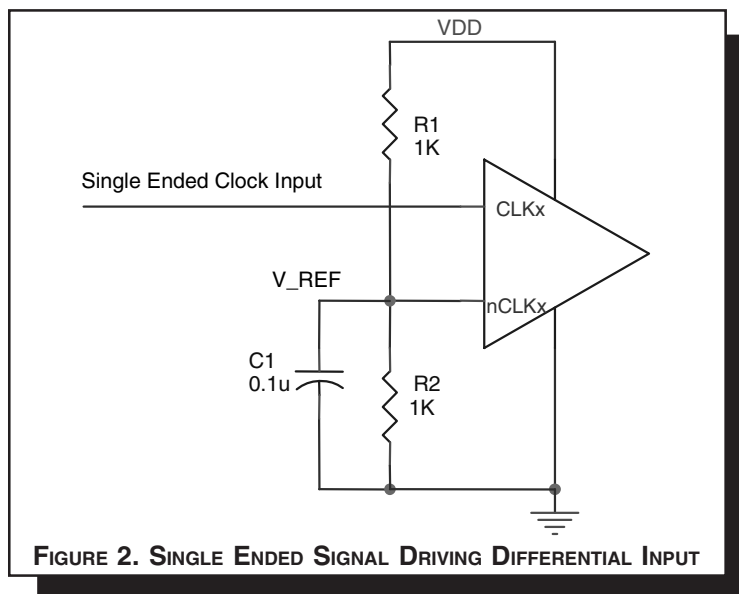 VDD
R1
1K
Single Ended Clock Input
CLKx
V_REF
nCLKx
C1
0.1u
R2
1K
FIGURE 2. SINGLE ENDED SIGNAL DRIVING DIFFERENTIAL INPUT